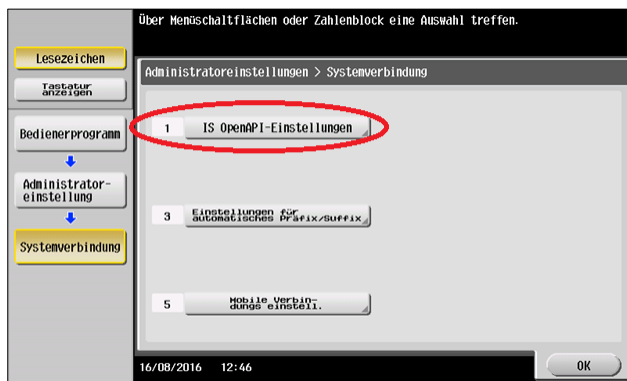 Über Menüschaltflächen oder Zahlenblock eine Auswahl treffen.
Lesezeichen
Tastatur
anzeigen
Administratoreinstellungen > Systemverbindung
Bedienerprogramm
Administrator-
einstellung
Systemverbindung
1 IS OpenAPI-Einstellungen
3 Einstellungen für
automatisches Präfix/Suffix
5 Mobile Verbin-
dungs einstell.
16/08/2016 12:46
OK